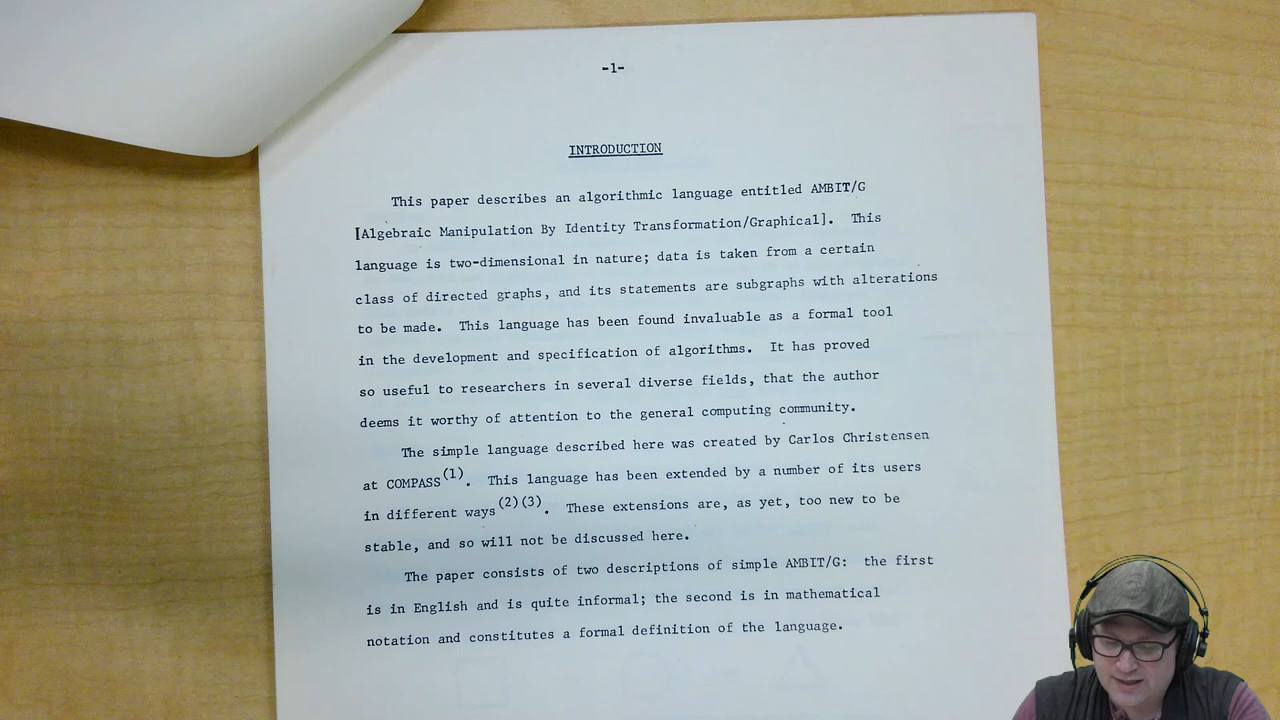 -1-
INTRODUCTION
This paper describes an algorithmic language entitled AMBIT/G
[Algebraic Manipulation By Identity Transformation/Graphical].  This
language is two-dimensional in nature; data is taken from a certain
class of directed graphs, and its statements are subgraphs with alterations
to be made.  This language has been found invaluable as a formal tool
in the development and specification of algorithms.  It has proved
so useful to researchers in several diverse fields, that the author
deems it worthy of attention to the general computing community.
The simple language described here was created by Carlos Christensen
at COMPASS(1).  This language has been extended by a number of its users
in different ways(2)(3).  These extensions are, as yet, too new to be
stable, and so will not be discussed here.
The paper consists of two descriptions of simple AMBIT/G:  the first
is in English and is quite informal; the second is in mathematical
notation and constitutes a formal definition of the language.